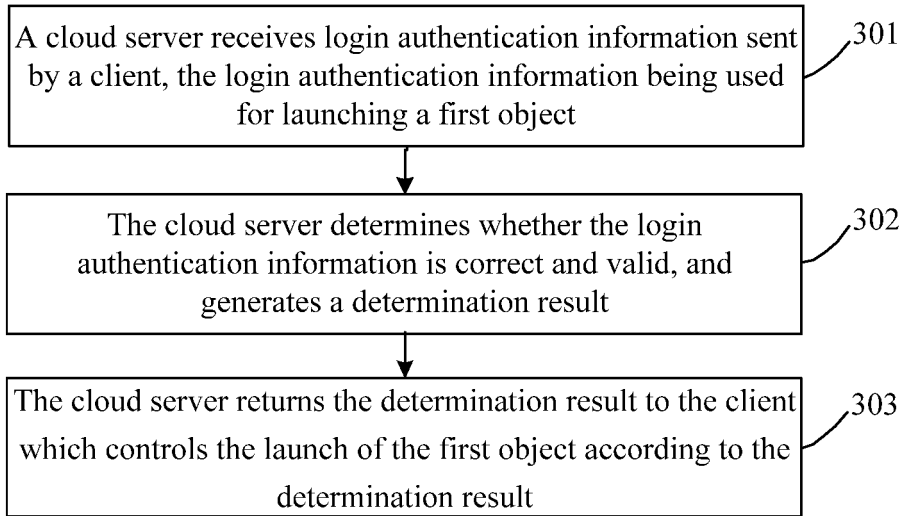 A cloud server receives login authentication information sent
by a client, the login authentication information being used
for launching a first object
301
The cloud server determines whether the login
authentication information is correct and valid, and
generates a determination result
302
The cloud server returns the determination result to the client
which controls the launch of the first object according to the
determination result
303